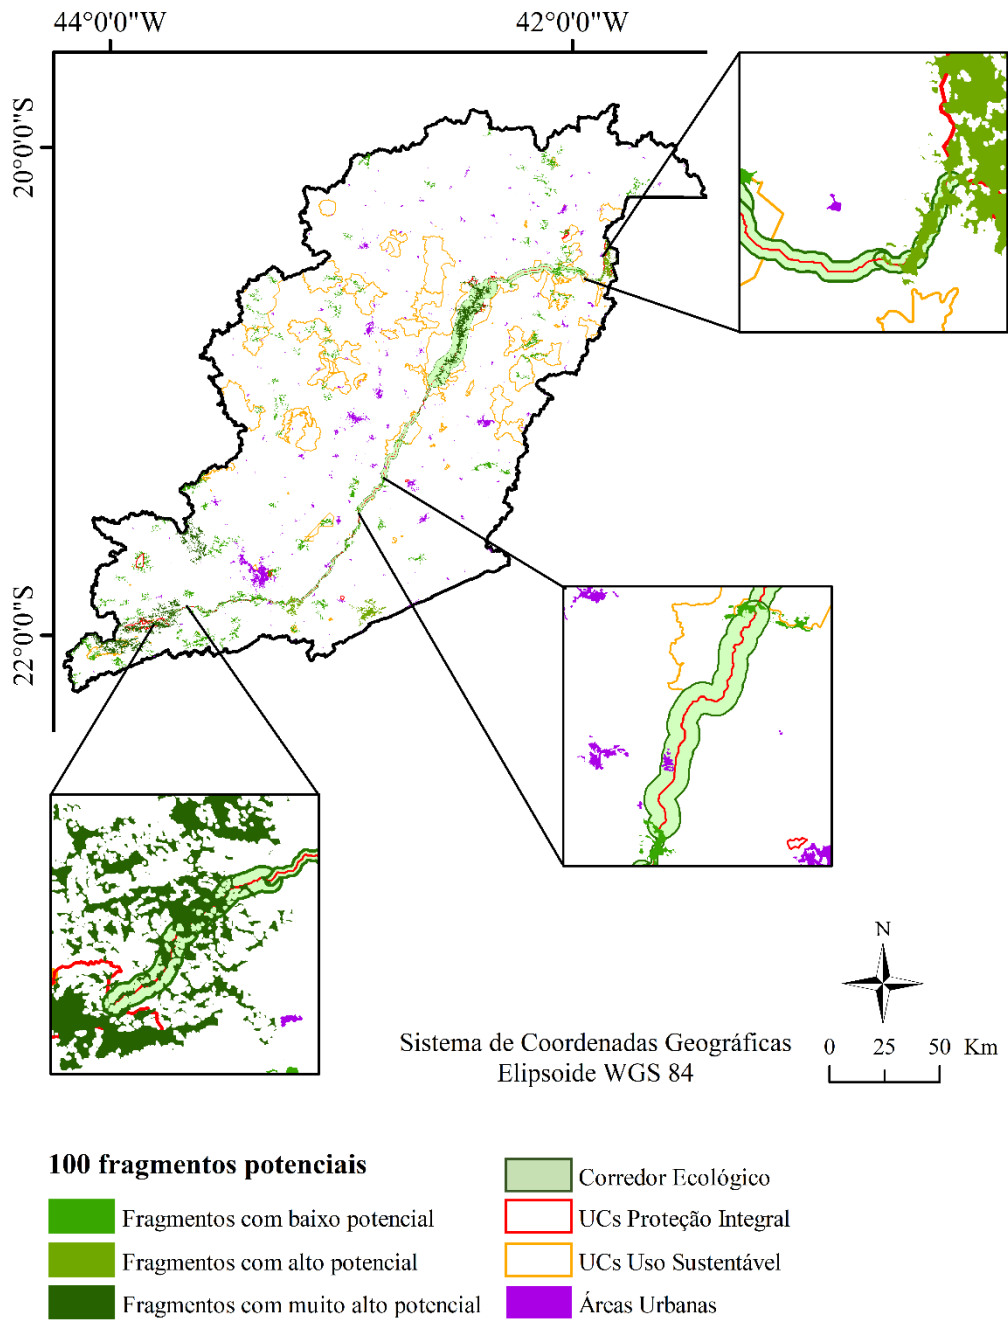 44°0'0"W
42°0'0"W
20°0'0"S
22°0'0"S
N
Sistema de Coordenadas Geográficas
Elipsoide WGS 84
0 25 50 Km
100 fragmentos potenciais
Fragmentos com baixo potencial
Fragmentos com alto potencial
Fragmentos com muito alto potencial
Corredor Ecológico
UCs Proteção Integral
UCs Uso Sustentável
Áreas Urbanas